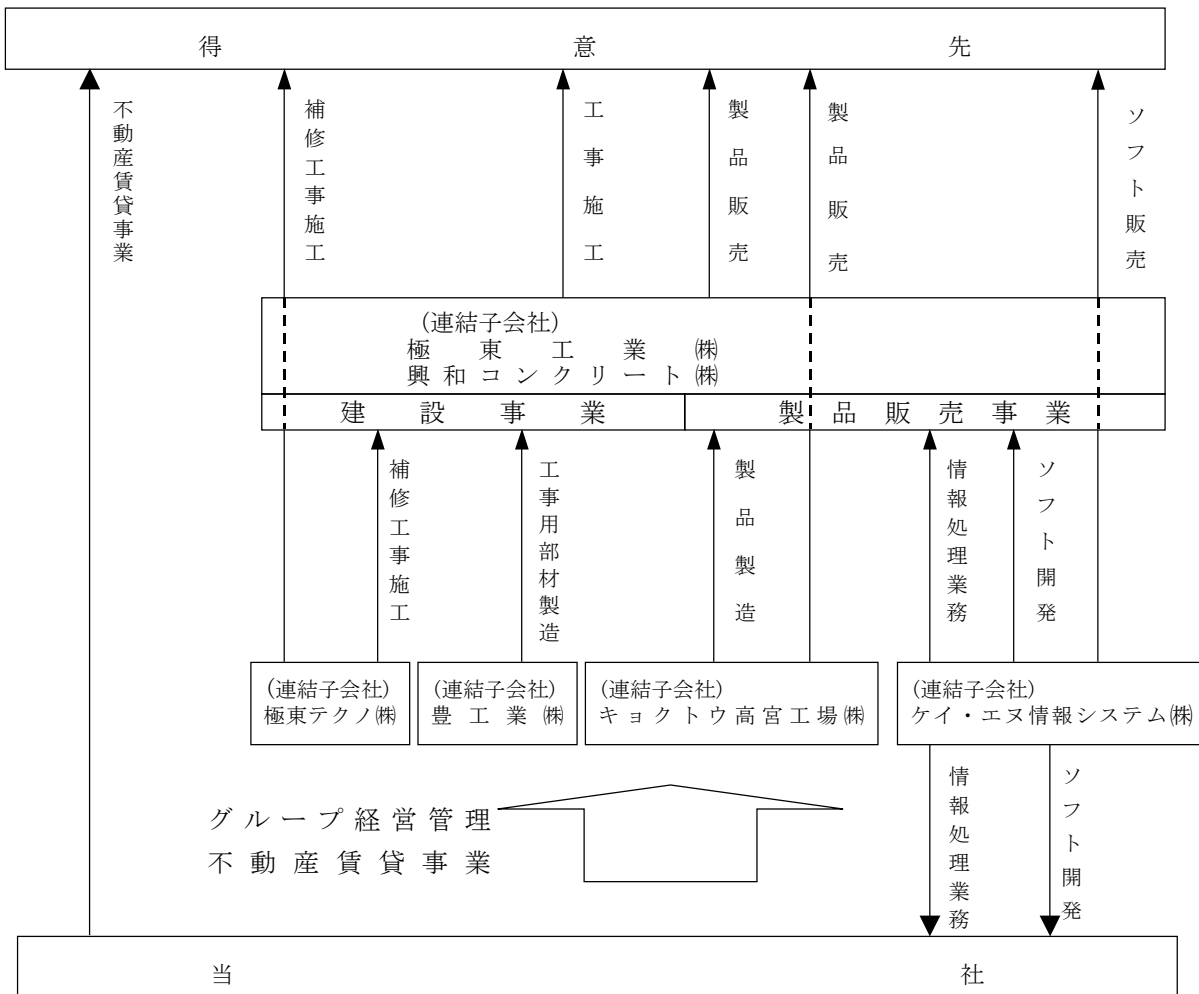 得意先
不動産賃貸事業
補修工事施工
工事施工
製品販売
製品販売
ソフト販売
(連結子会社)
極東工業㈱
興和コンクリート㈱
建設事業
製品販売事業
補修工事施工
工事用部材製造
製品製造
情報処理業務
ソフト開発
(連結子会社)
極東テクノ㈱
(連結子会社)
豊工業㈱
(連結子会社)
キョクトウ高宮工場㈱
(連結子会社)
ケイ・エヌ情報システム㈱
グループ経営管理
不動産賃貸事業
情報処理業務
ソフト開発
当社